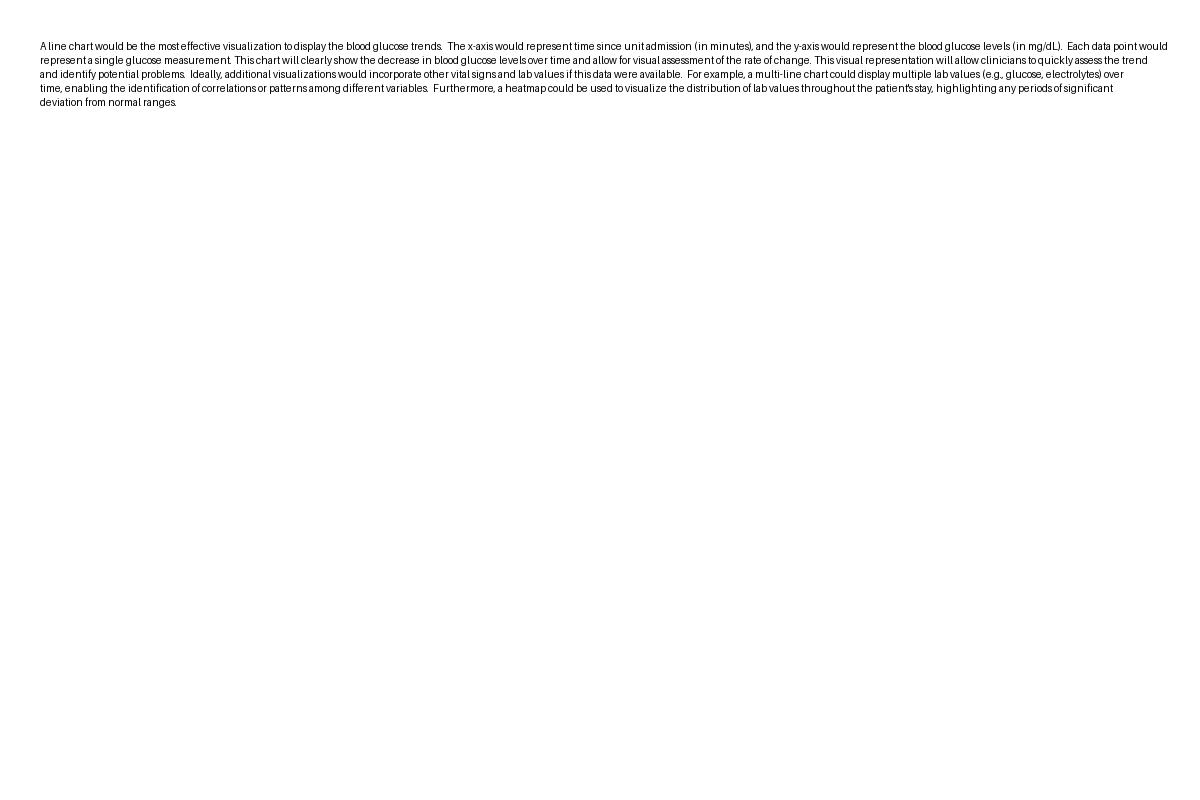 A line chart would be the most effective visualization to display the blood glucose trends.  The x-axis would represent time since unit admission (in minutes), and the y-axis would represent the blood glucose levels (in mg/dL).  Each data point would
represent a single glucose measurement. This chart will clearly show the decrease in blood glucose levels over time and allow for visual assessment of the rate of change. This visual representation will allow clinicians to quickly assess the trend
and identify potential problems.  Ideally, additional visualizations would incorporate other vital signs and lab values if this data were available.  For example, a multi-line chart could display multiple lab values (e.g., glucose, electrolytes) over
time, enabling the identification of correlations or patterns among different variables.  Furthermore, a heatmap could be used to visualize the distribution of lab values throughout the patient's stay, highlighting any periods of significant
deviation from normal ranges.